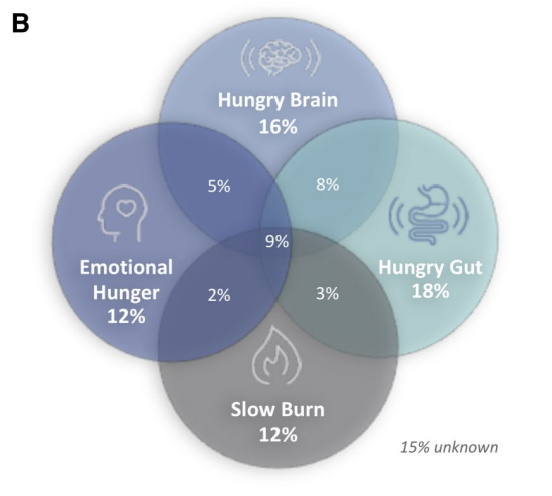 B
Hungry Brain
16%
5%
8%
9%
Emotional
Hunger
12%
Hungry Gut
18%
2%
3%
Slow Burn
12%
15% unknown